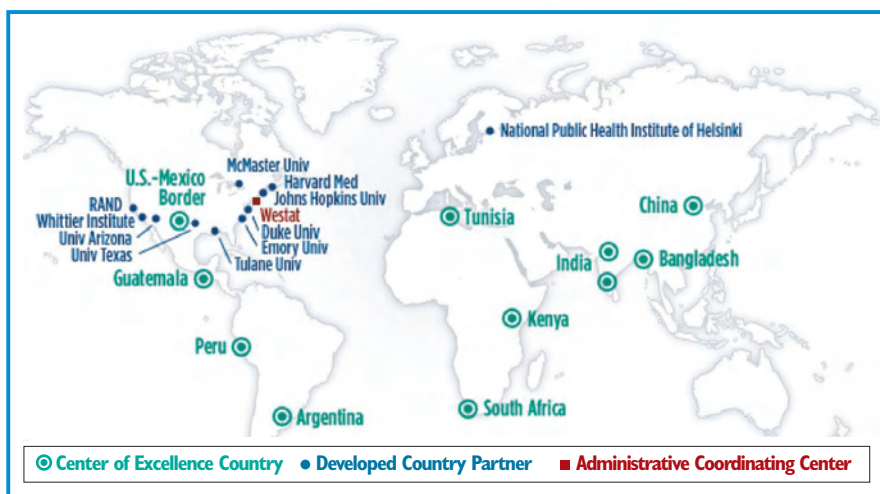 National Public Health Institute of Helsinki
McMaster Univ
U.S.-Mexico
Border
Harvard Med
Johns Hopkins Univ
RAND
Westat
Whittier Institute
Duke Univ
Univ Arizona
Emory Univ
Univ Texas
Tulane Univ
Guatemala
Peru
Argentina
Tunisia
China
India
Bangladesh
Kenya
South Africa
Center of Excellence Country
Developed Country Partner
Administrative Coordinating Center